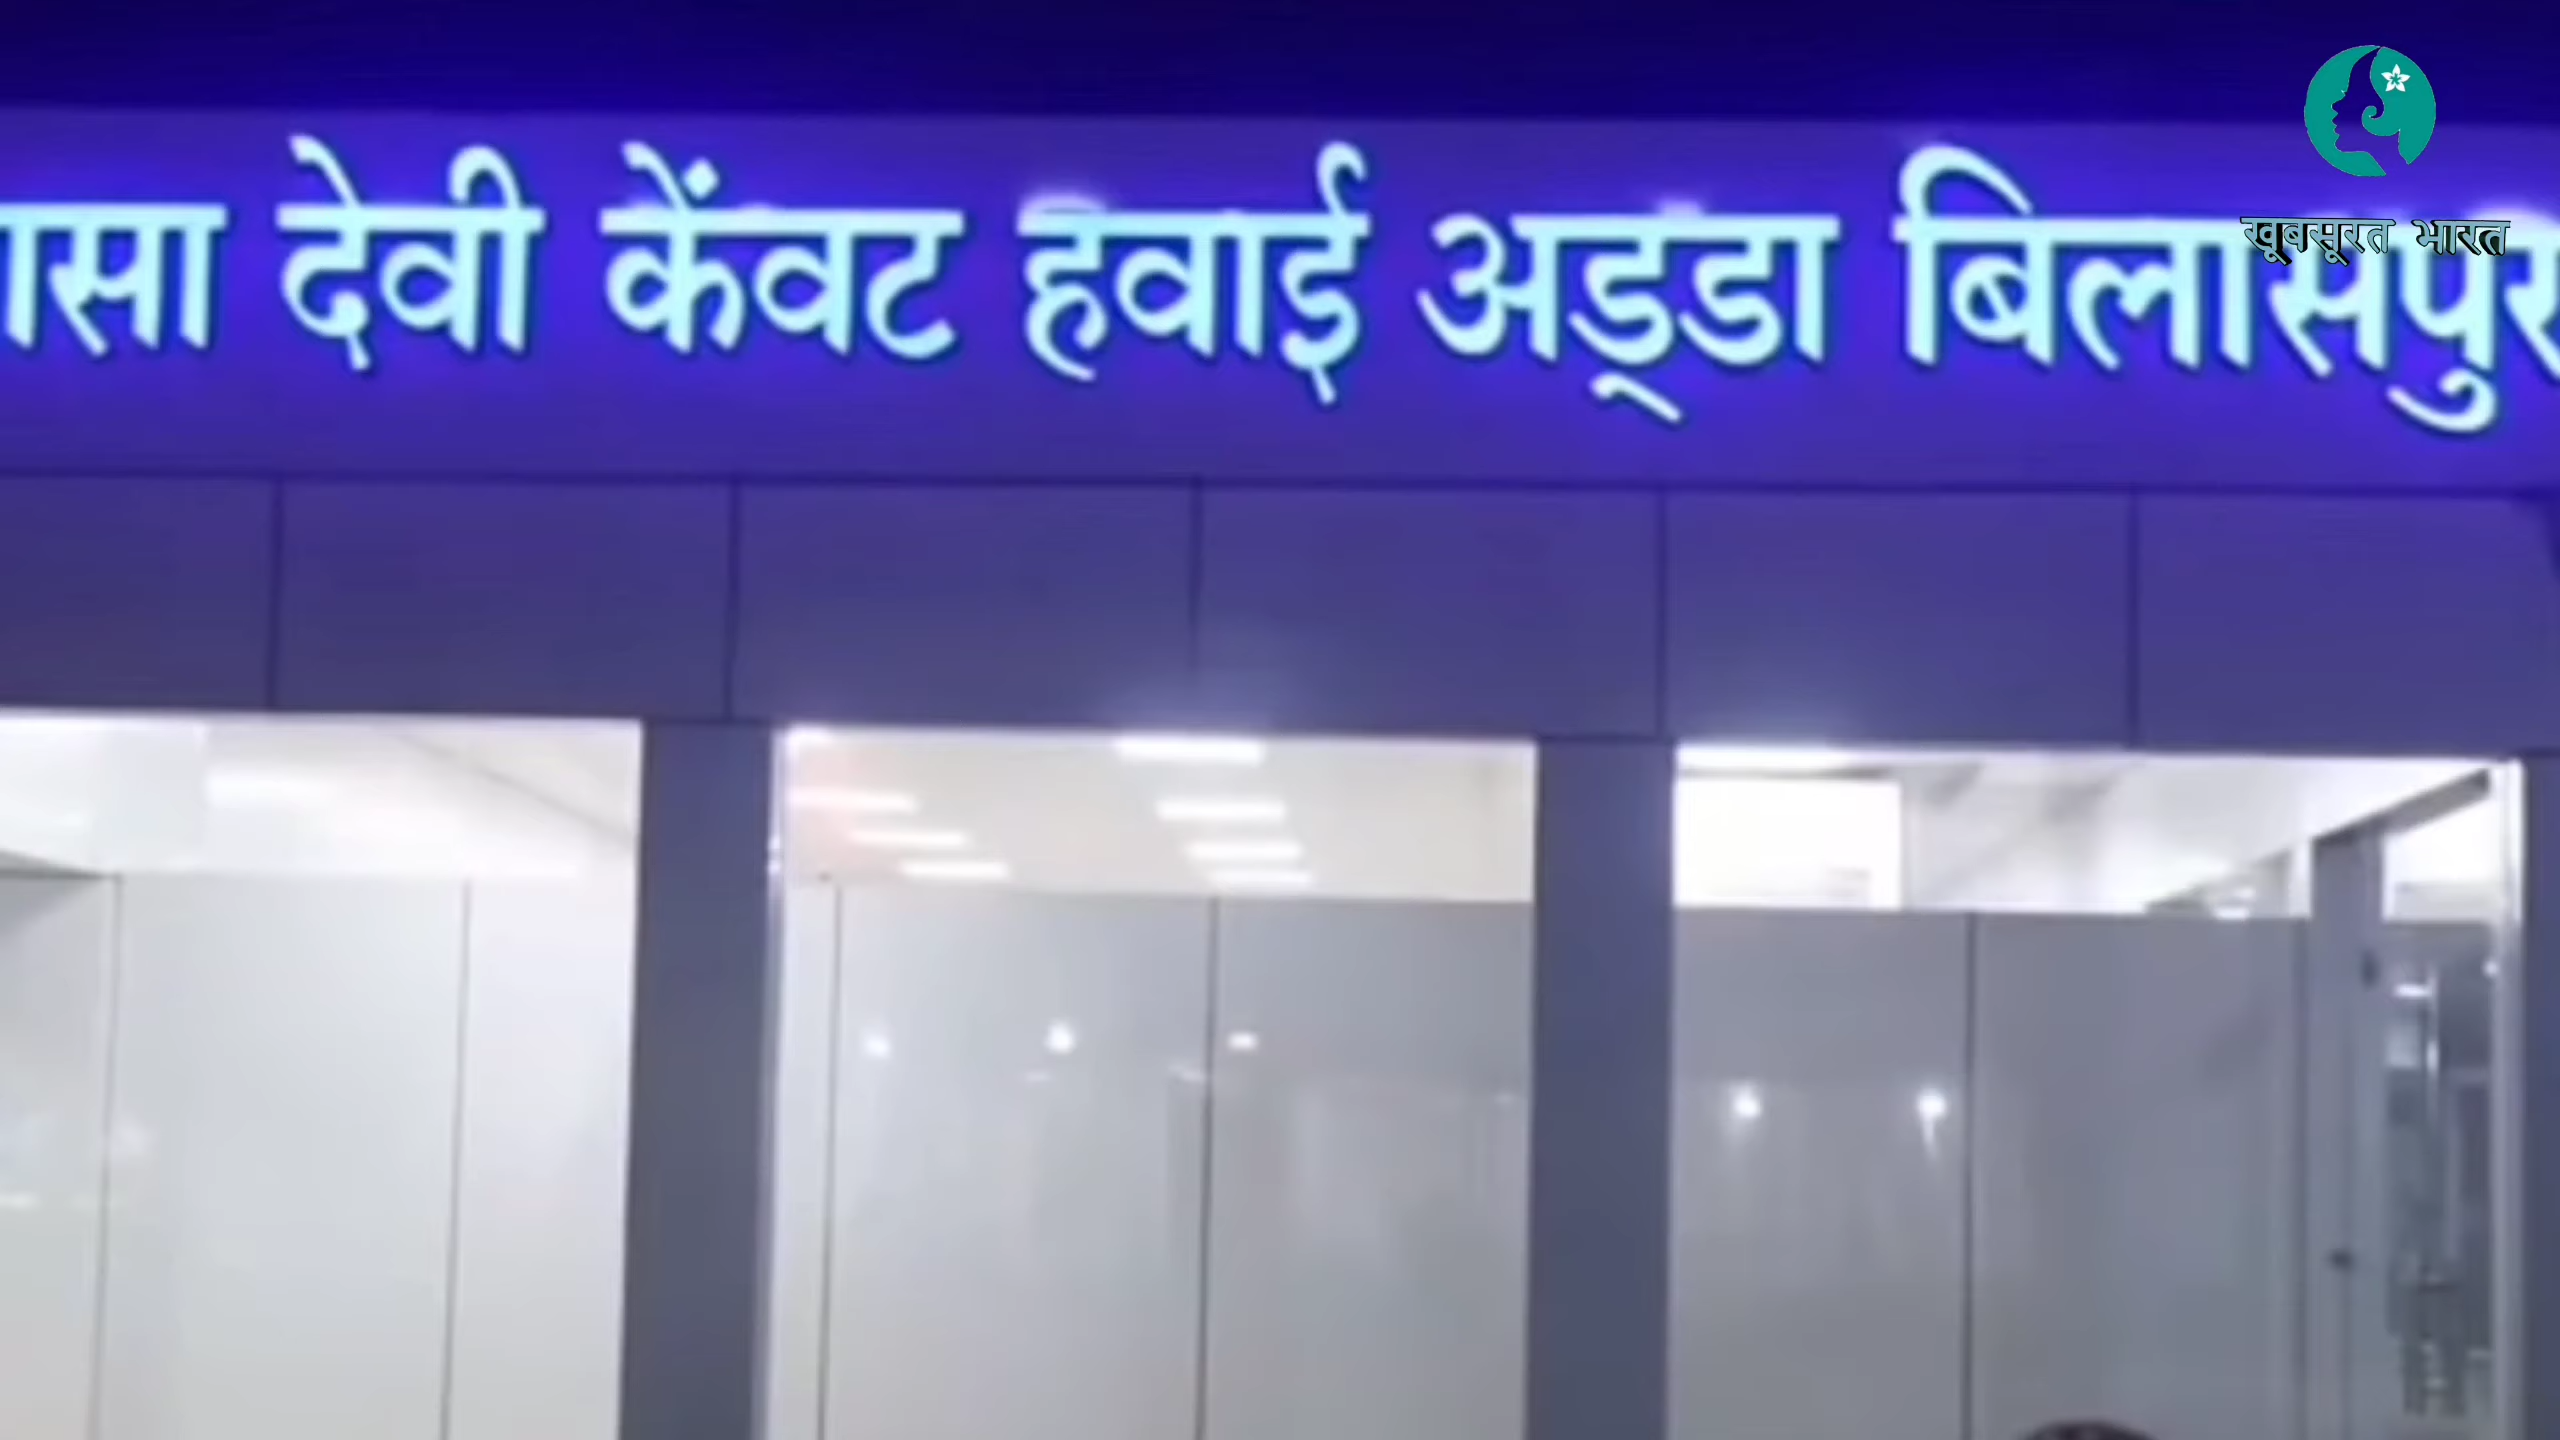 ासा देवी केंवट हवाई अड्डा बिलासपुर
खूबसूरत भारत